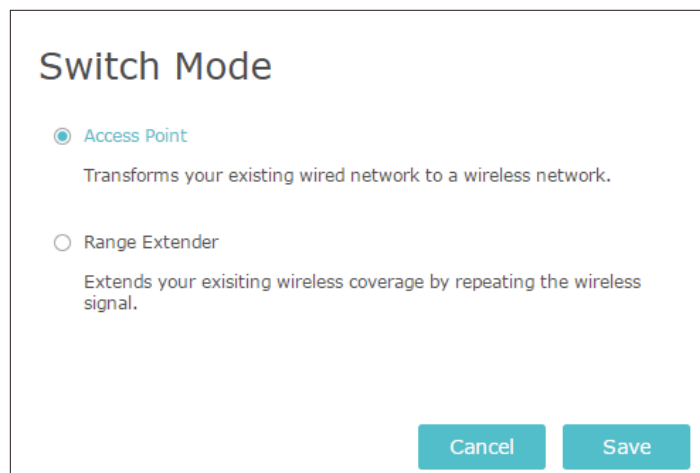 Switch Mode
Access Point
Transforms your existing wired network to a wireless network.
Range Extender
Extends your exisiting wireless coverage by repeating the wireless
signal.
Cancel Save